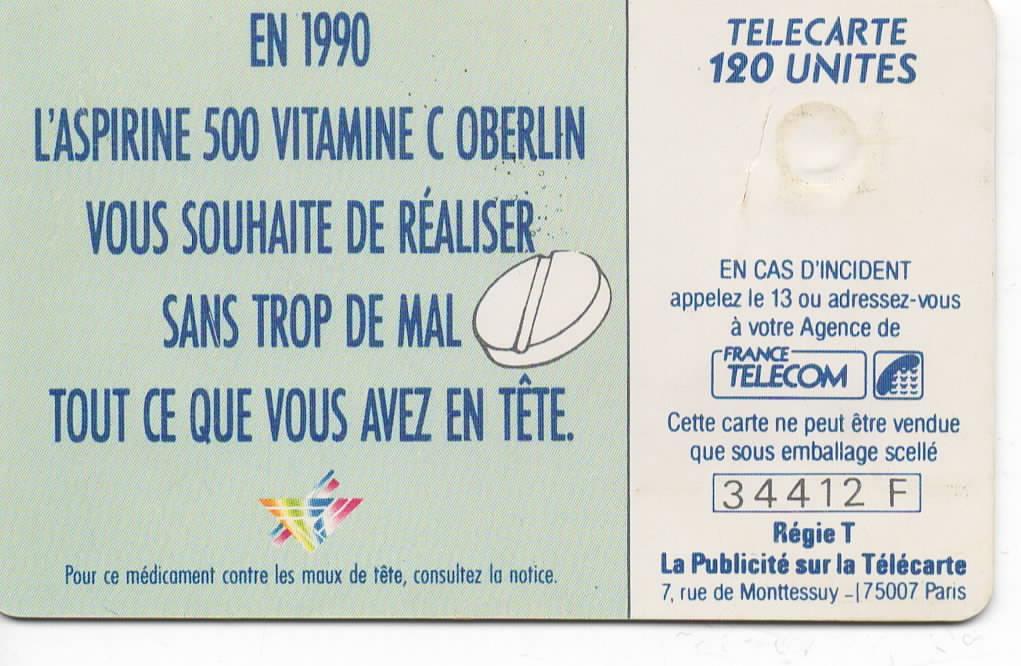 EN 1990
L'ASPIRINE 500 VITAMINE C OBERLIN
VOUS SOUHAITE DE RÉALISER
SANS TROP DE MAL
TOUT CE QUE VOUS AVEZ EN TÊTE.
Pour ce médicament contre les maux de tête, consultez la notice.
TELECARTE
120 UNITES
EN CAS D'INCIDENT
appelez le 13 ou adressez-vous
à votre Agence de
FRANCE
TELECOM
Cette carte ne peut être vendue
que sous emballage scellé
34412 F
Régie T
La Publicité sur la Télécarte
7, rue de Monttessuy - 75007 Paris